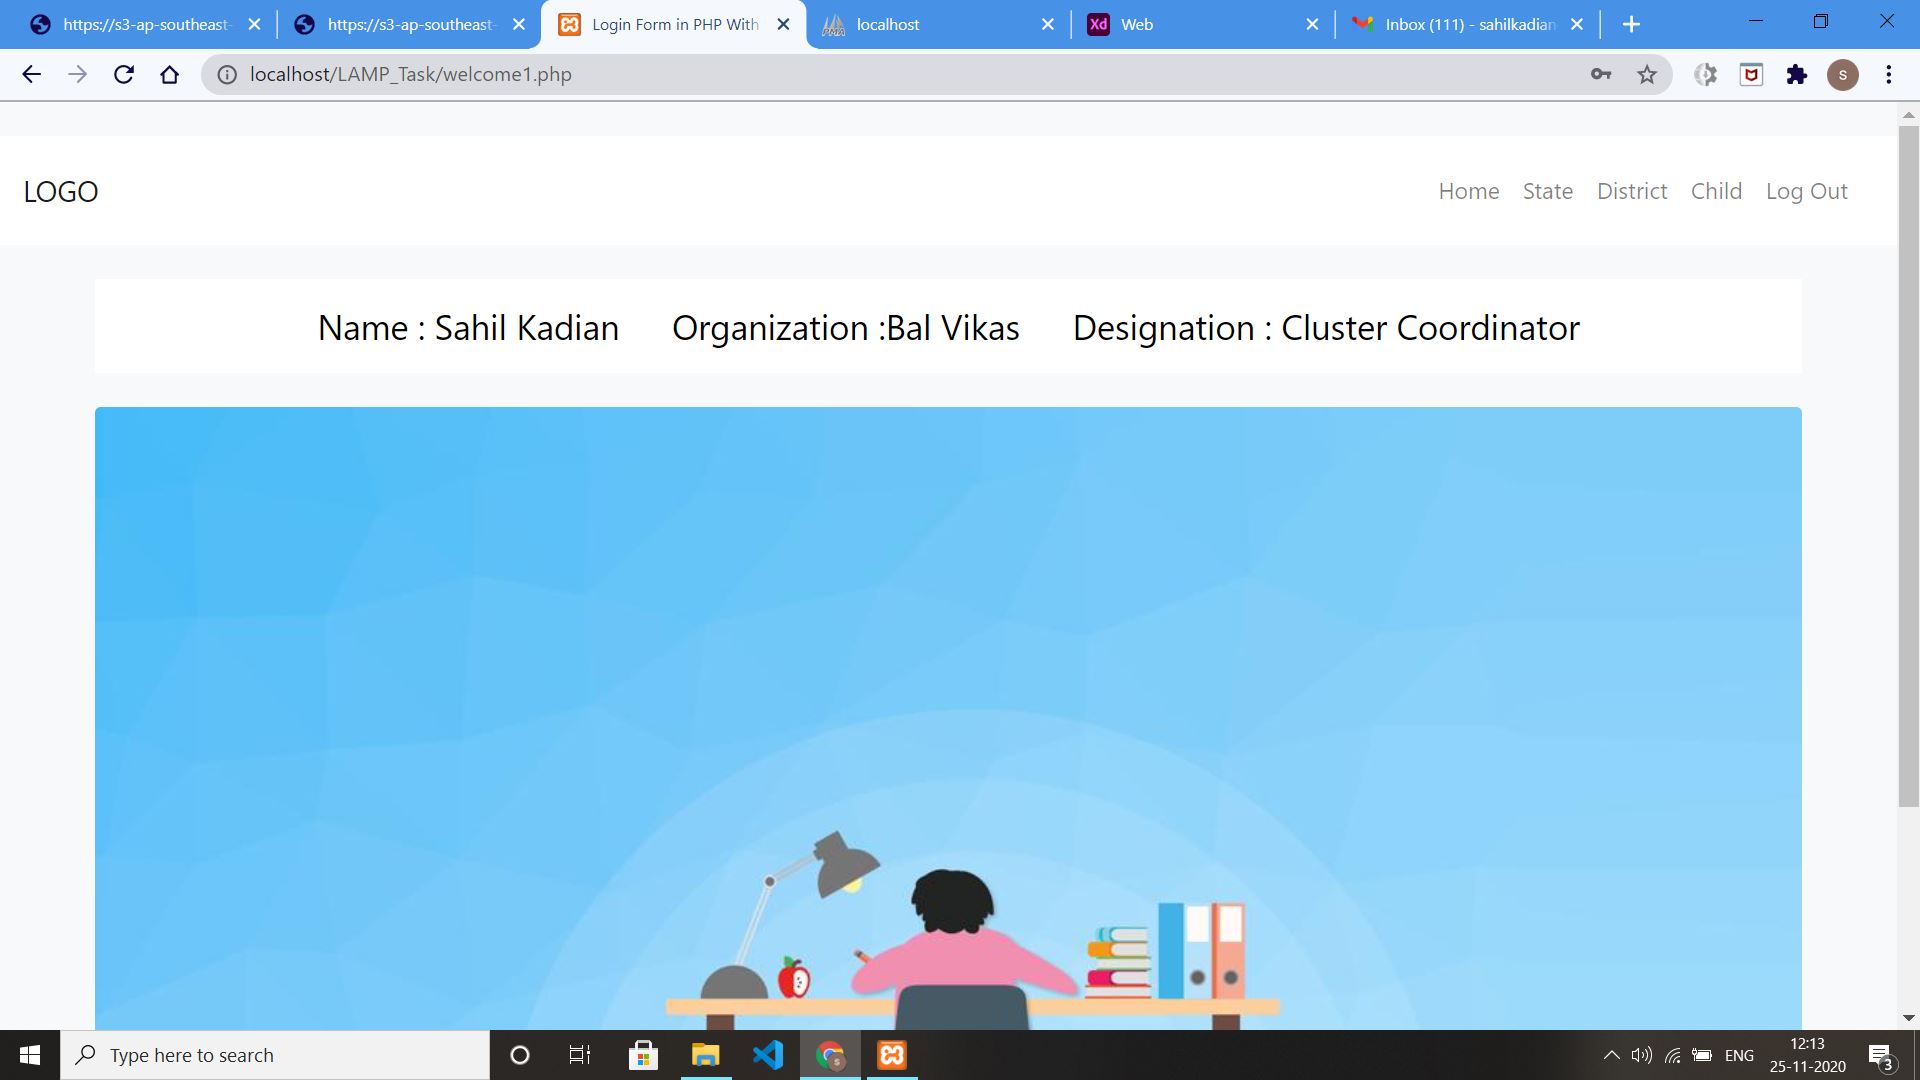 https://s3-ap-southeast-
https://s3-ap-southeast-
Login Form in PHP With
localhost
Xd
Web
Inbox (111) - sahilkadian
localhost/LAMP_Task/welcome1.php
S
LOGO
Home
State
District
Child
Log Out
Name : Sahil Kadian
Organization :Bal Vikas
Designation : Cluster Coordinator
Type here to search
ENG
12:13
25-11-2020
3